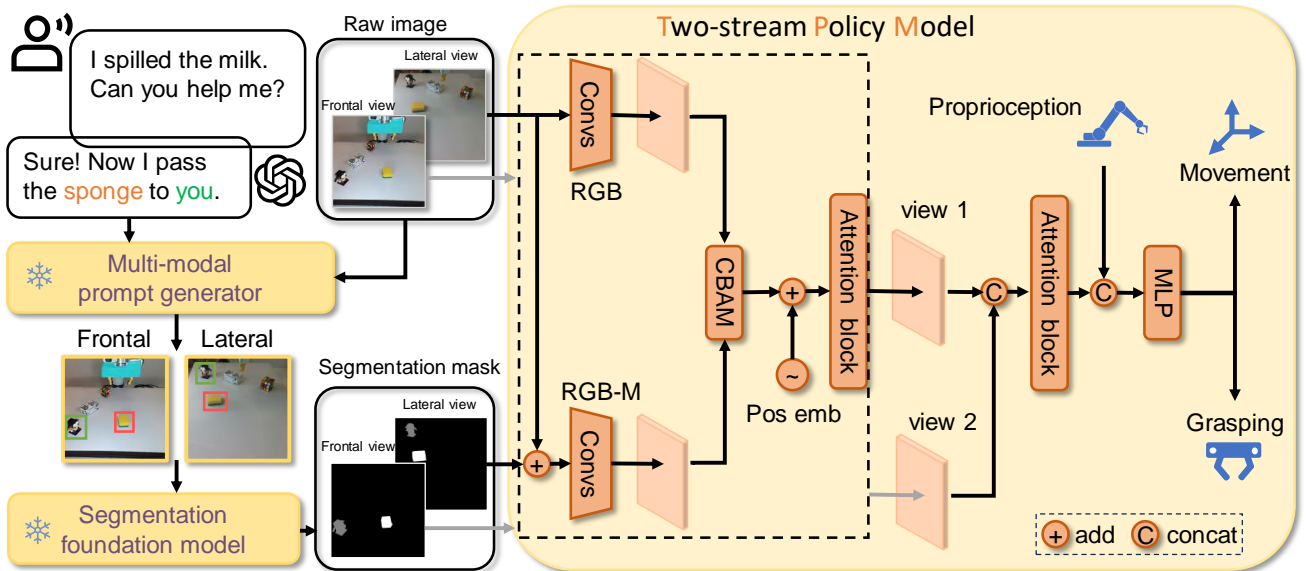 Raw image
Two-stream Policy Model
I spilled the milk.
Can you help me?
Lateral view
Frontal view
Sure! Now I pass
the sponge to you.
Convs
RGB
Proprioception
Movement
Multi-modal
prompt generator
CBAM
+
~
Pos emb
Attention block
view 1
C
Attention block
C
MLP
Frontal
Lateral
Segmentation mask
Lateral view
Frontal view
RGB-M
+
Convs
view 2
Grasping
Segmentation
foundation model
+ add
C concat